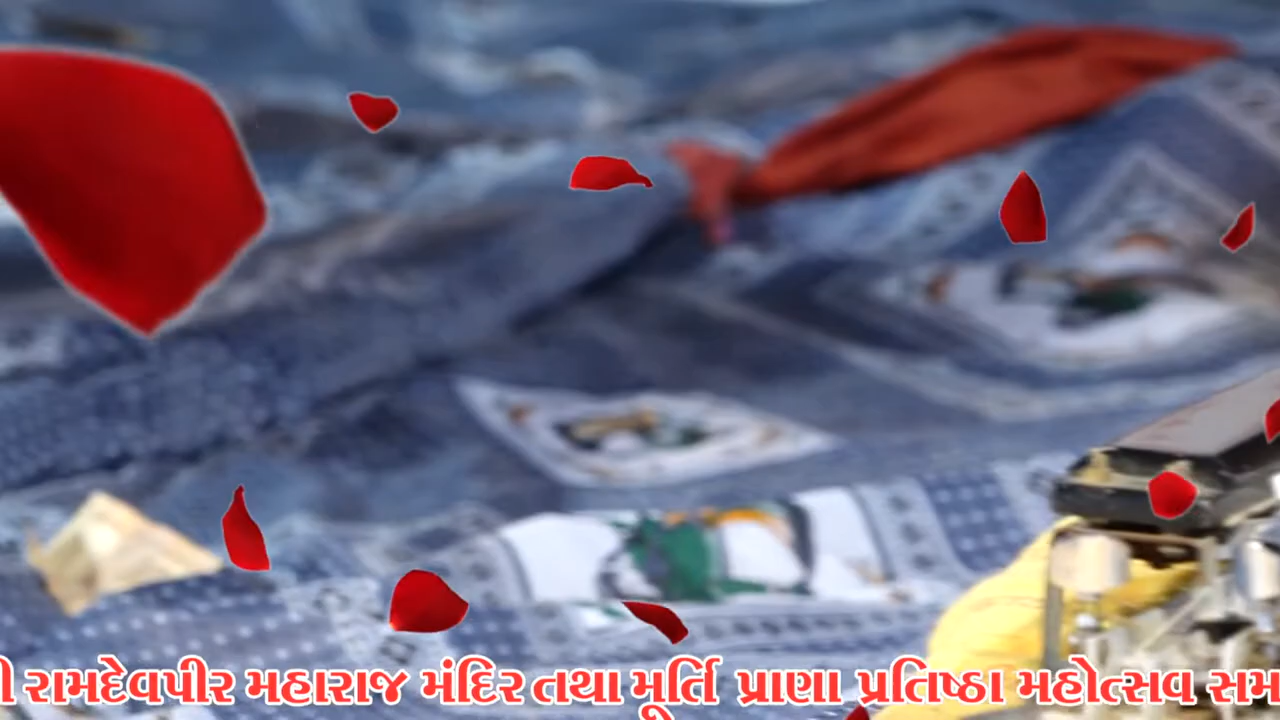 રામદેવપીર મહારાજ મંદિર તથા મૂર્તિ પ્રાણા પ્રતિષ્ઠા મહોત્સવ